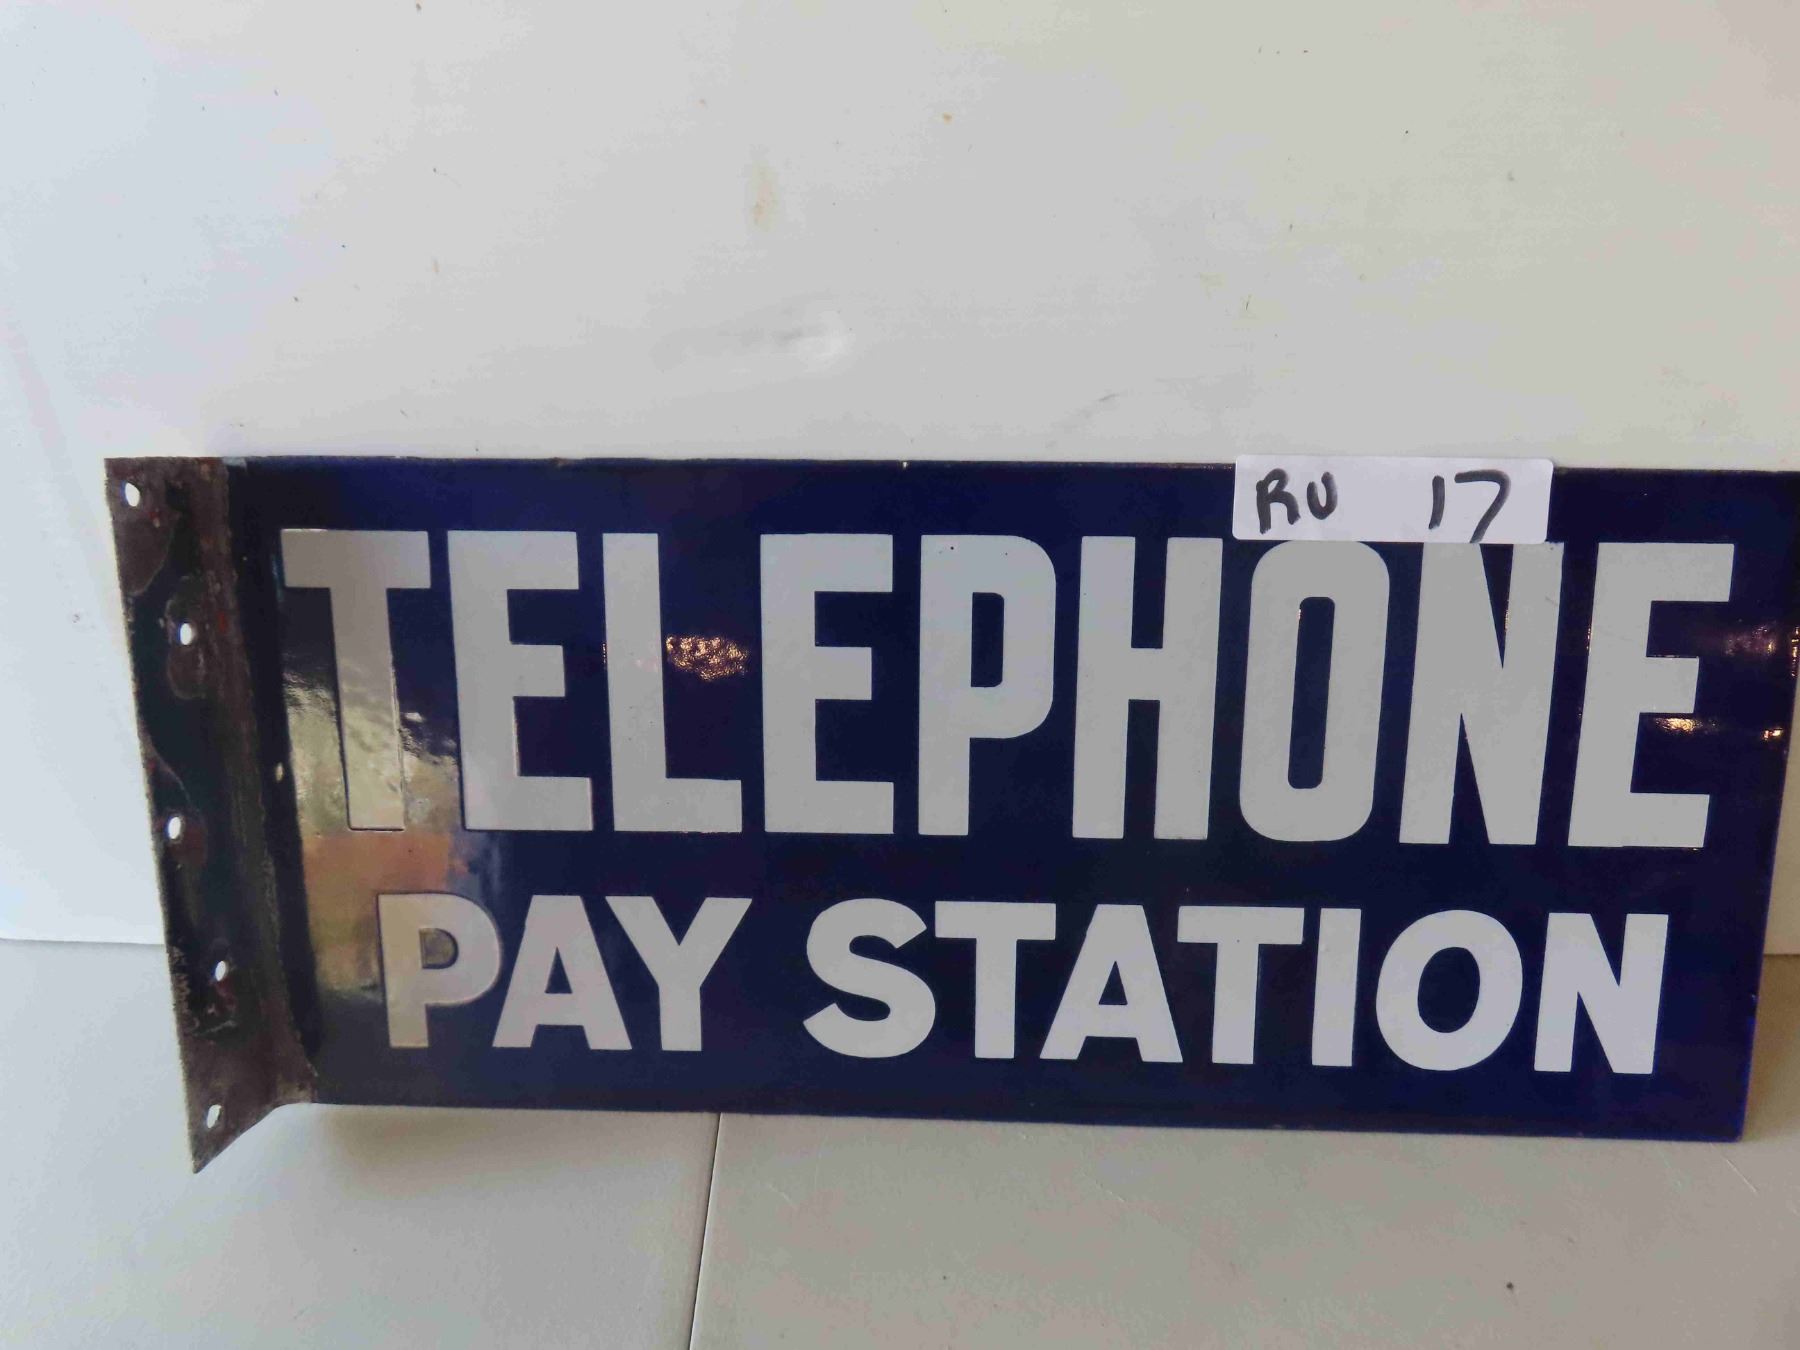 RU 17
TELEPHONE
PAY STATION